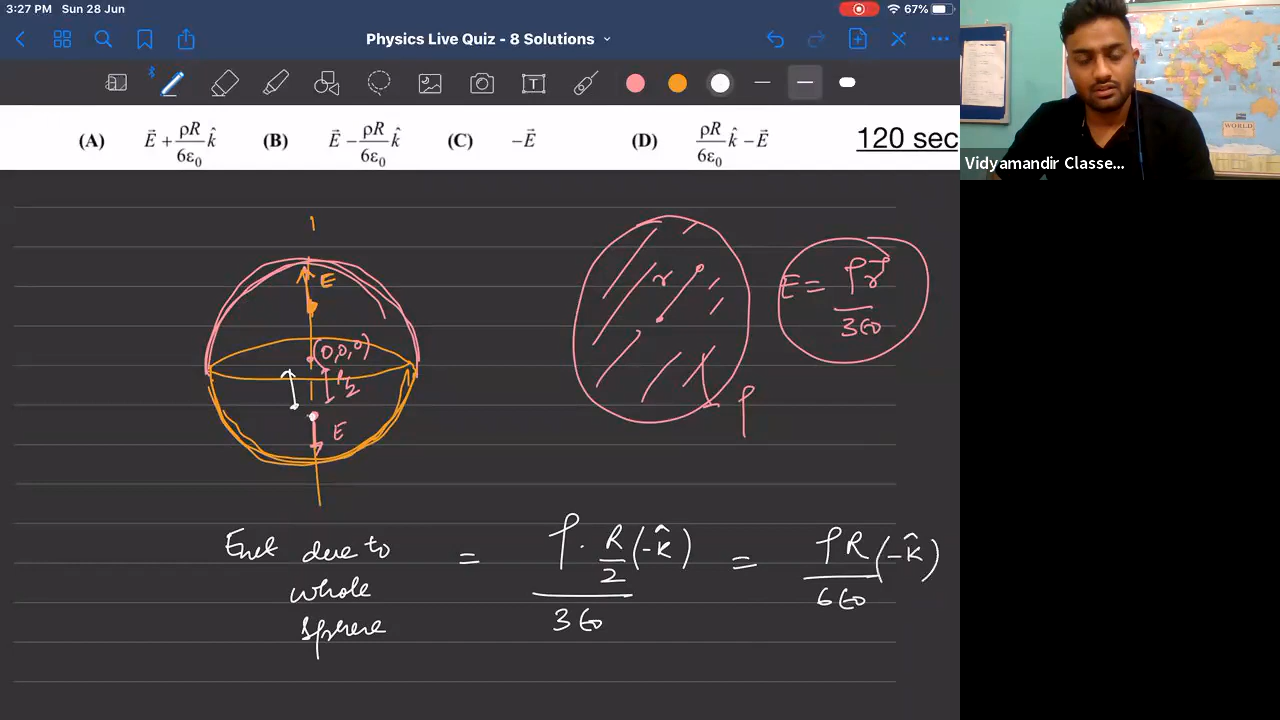 3:27 PM Sun 28 Jun
67%
Physics Live Quiz - 8 Solutions
(A) E⃗ + ρR/6ε₀ k̂ (B) E⃗ − ρR/6ε₀ k̂ (C) −E⃗ (D) ρR/6ε₀ k̂ − E⃗ 120 sec
WORLD
Vidyamandir Classe...
E
(0,0,0)
R/2
E
r
ρ
E = ρr⃗/3ε0
Enet due to whole sphere = ρ · R/2 (−k̂) / 3ε0 = ρR/6ε0 (−k̂)